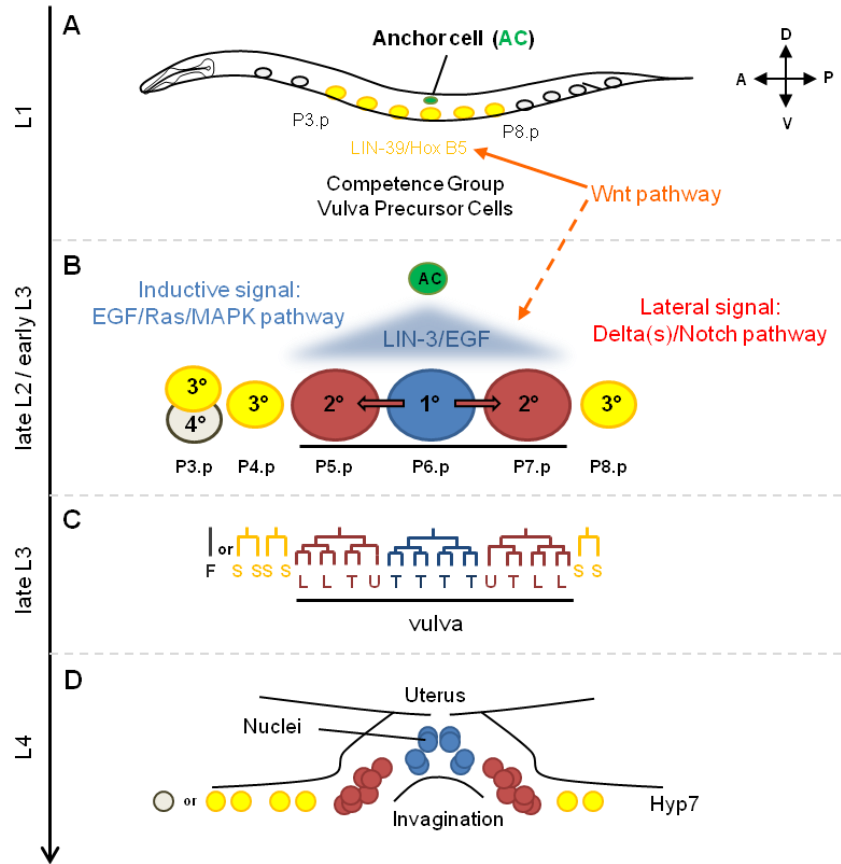 A
Anchor cell (AC)
D
A
P
V
L1
P3.p
P8.p
LIN-39/Hox B5
Competence Group
Vulva Precursor Cells
Wnt pathway
B
late L2 / early L3
AC
Inductive signal:
EGF/Ras/MAPK pathway
Lateral signal:
Delta(s)/Notch pathway
LIN-3/EGF
3°
4°
3°
2°
1°
2°
3°
P3.p
P4.p
P5.p
P6.p
P7.p
P8.p
C
late L3
or
F
S SS S
L L T U T T T T U T L L
S S
vulva
D
L4
Uterus
Nuclei
or
Invagination
Hyp7